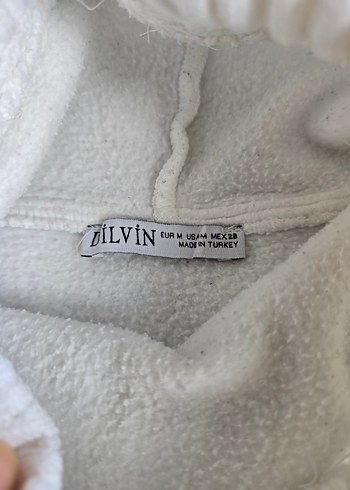 DİLVİN
EUR M USA M MEX 28
MADE IN TURKEY